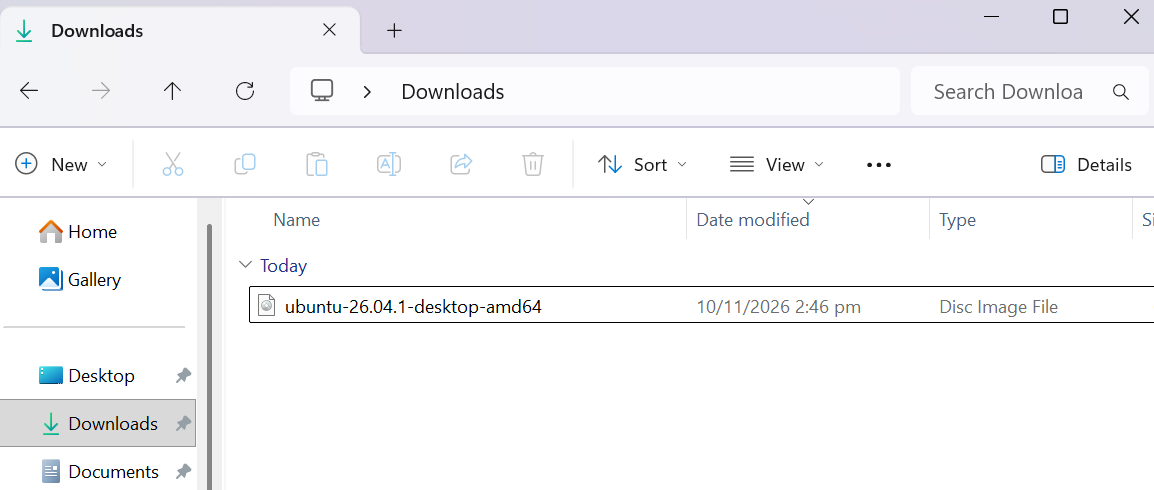 Downloads
Downloads
Search Downloa
New
Sort
View
Details
Home
Gallery
Desktop
Downloads
Documents
Name
Date modified
Type
Si
Today
ubuntu-26.04.1-desktop-amd64
10/11/2026 2:46 pm
Disc Image File